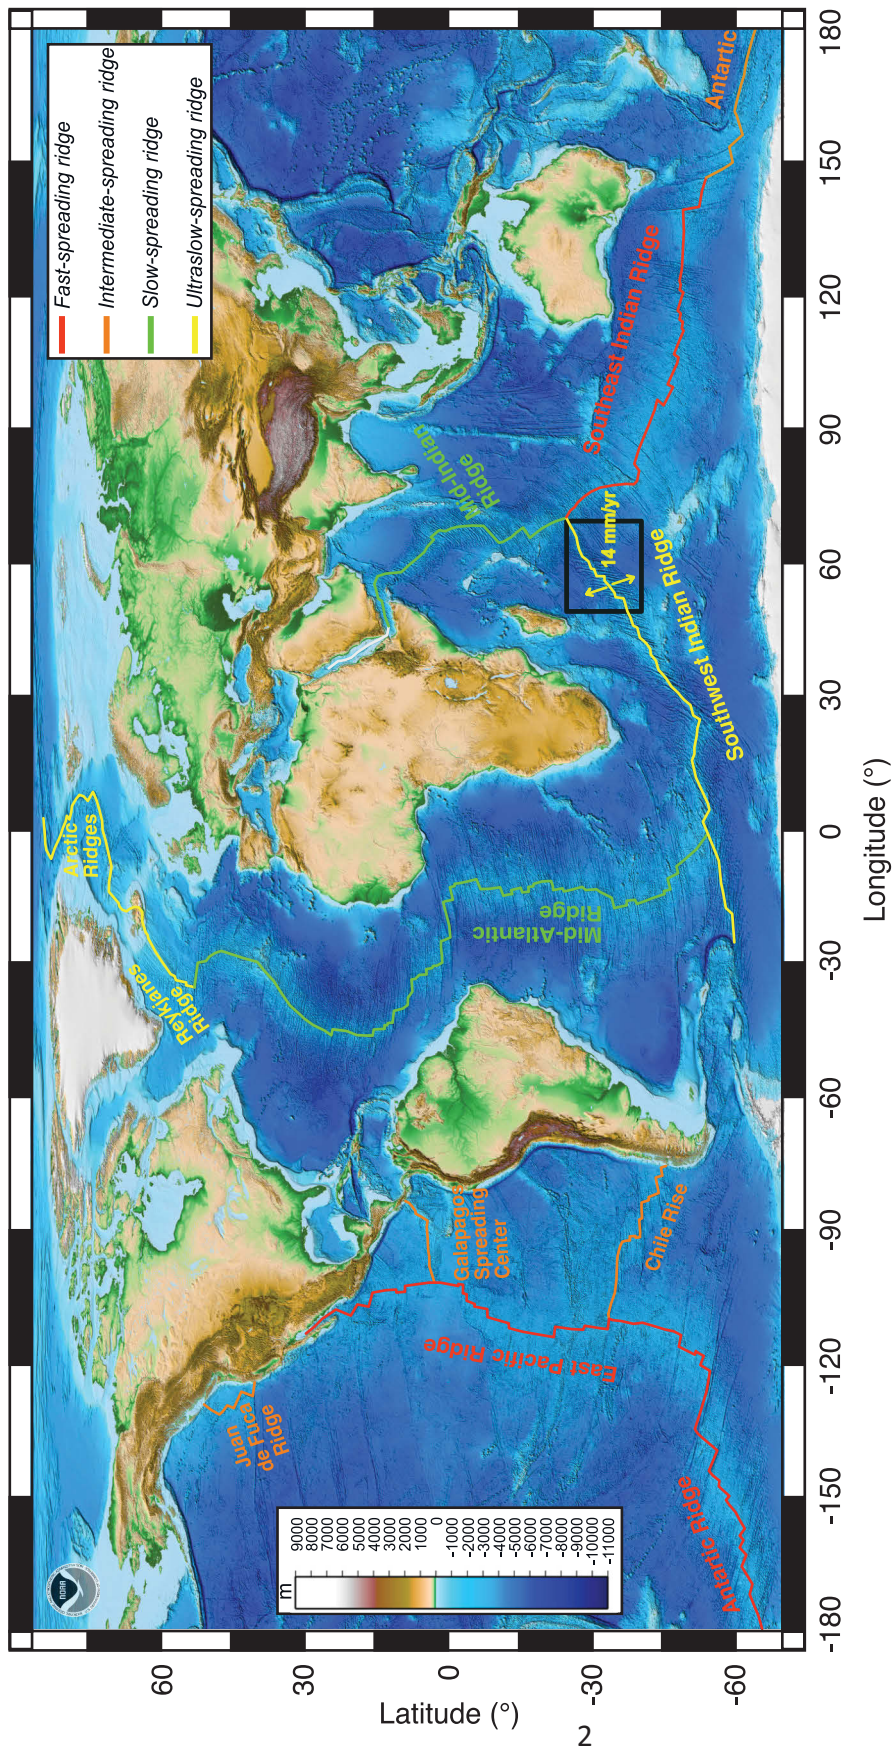 Fast-spreading ridge
Intermediate-spreading ridge
Slow-spreading ridge
Ultraslow-spreading ridge
Arctic
Ridges
Reykjanes
Ridge
Juan
de Fuca
Ridge
Mid-Atlantic
Ridge
Mid-Indian
Ridge
Galapagos
Spreading
Center
East Pacific Ridge
Chile Rise
Antartic Ridge
14 mm/yr
Southwest Indian Ridge
Southeast Indian Ridge
Antartic
NOAA
m
9000
8000
7000
6000
5000
4000
3000
2000
1000
0
-1000
-2000
-3000
-4000
-5000
-6000
-7000
-8000
-9000
-10000
-11000
60
30
0
-30
-60
Latitude (°)
-180
-150
-120
-90
-60
-30
0
30
60
90
120
150
180
Longitude (°)
2